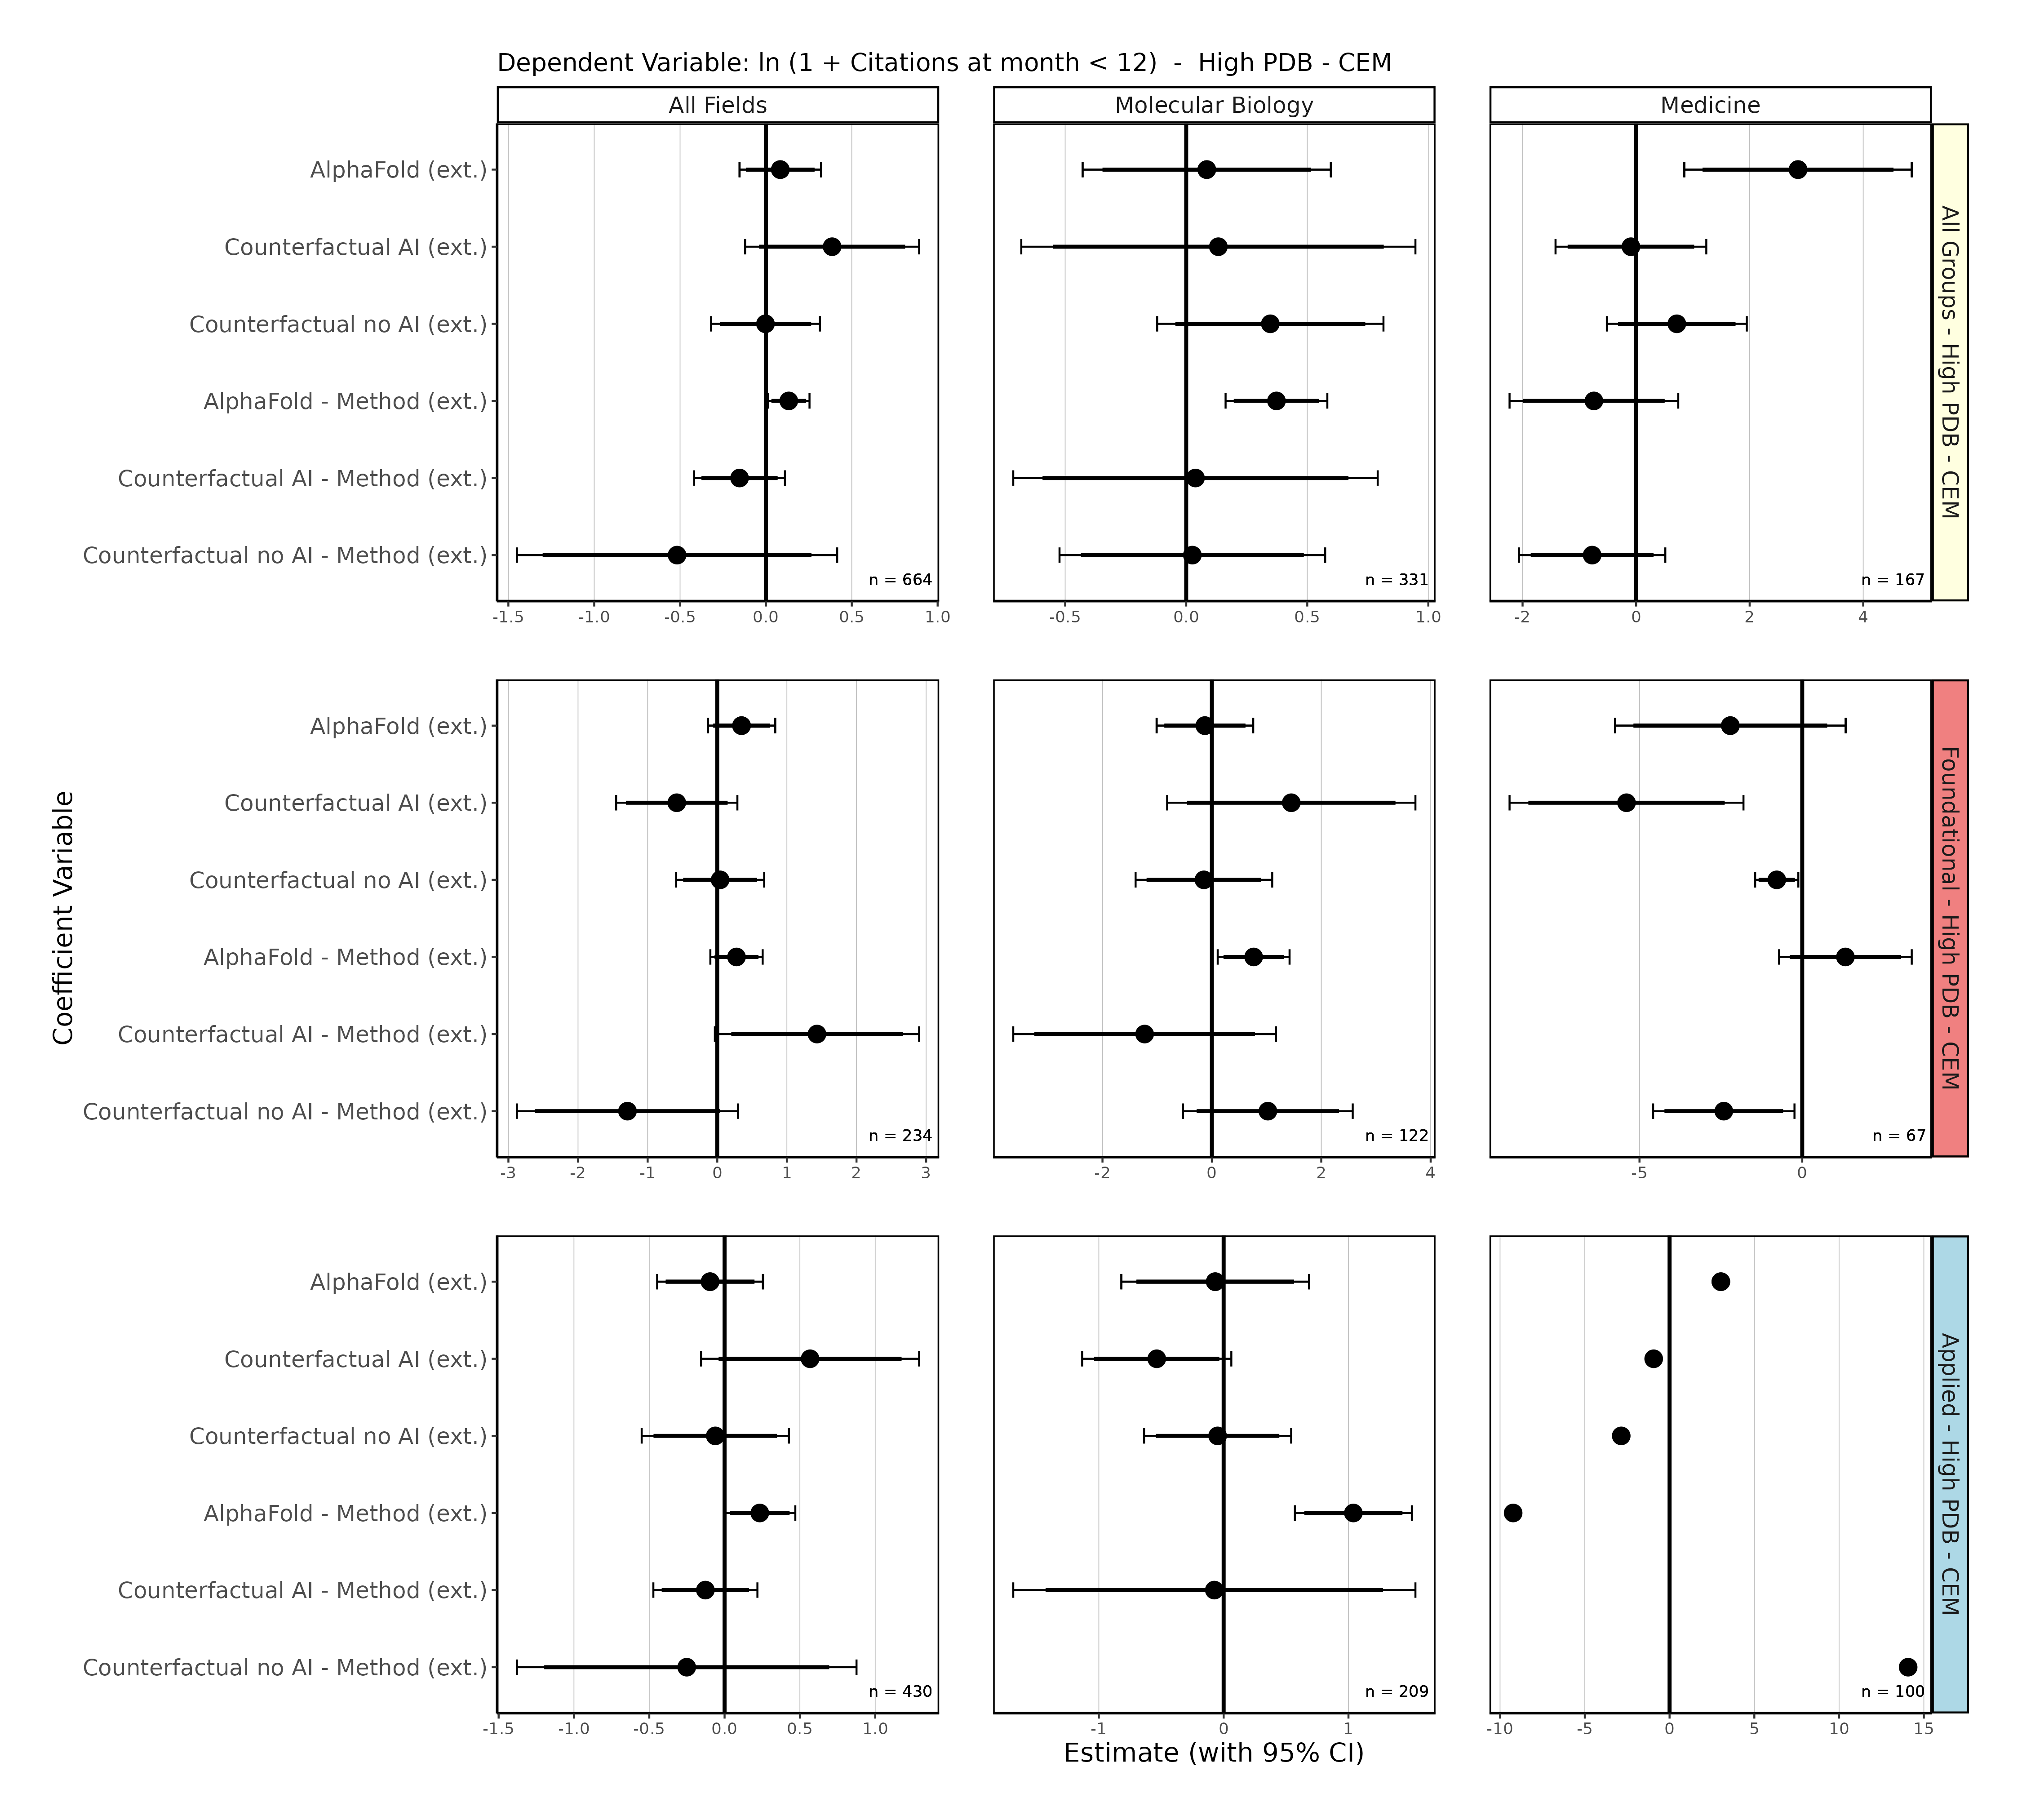 Dependent Variable: ln (1 + Citations at month < 12)  -  High PDB - CEM
All Fields
Molecular Biology
Medicine
Coefficient Variable
AlphaFold (ext.)
Counterfactual AI (ext.)
Counterfactual no AI (ext.)
AlphaFold - Method (ext.)
Counterfactual AI - Method (ext.)
Counterfactual no AI - Method (ext.)
n = 664
n = 331
n = 167
-1.5 -1.0 -0.5 0.0 0.5 1.0
-0.5 0.0 0.5 1.0
-2 0 2 4
All Groups - High PDB - CEM
AlphaFold (ext.)
Counterfactual AI (ext.)
Counterfactual no AI (ext.)
AlphaFold - Method (ext.)
Counterfactual AI - Method (ext.)
Counterfactual no AI - Method (ext.)
n = 234
n = 122
n = 67
-3 -2 -1 0 1 2 3
-2 0 2 4
-5 0
Foundational - High PDB - CEM
AlphaFold (ext.)
Counterfactual AI (ext.)
Counterfactual no AI (ext.)
AlphaFold - Method (ext.)
Counterfactual AI - Method (ext.)
Counterfactual no AI - Method (ext.)
n = 430
n = 209
n = 100
-1.5 -1.0 -0.5 0.0 0.5 1.0
-1 0 1
-10 -5 0 5 10 15
Applied - High PDB - CEM
Estimate (with 95% CI)